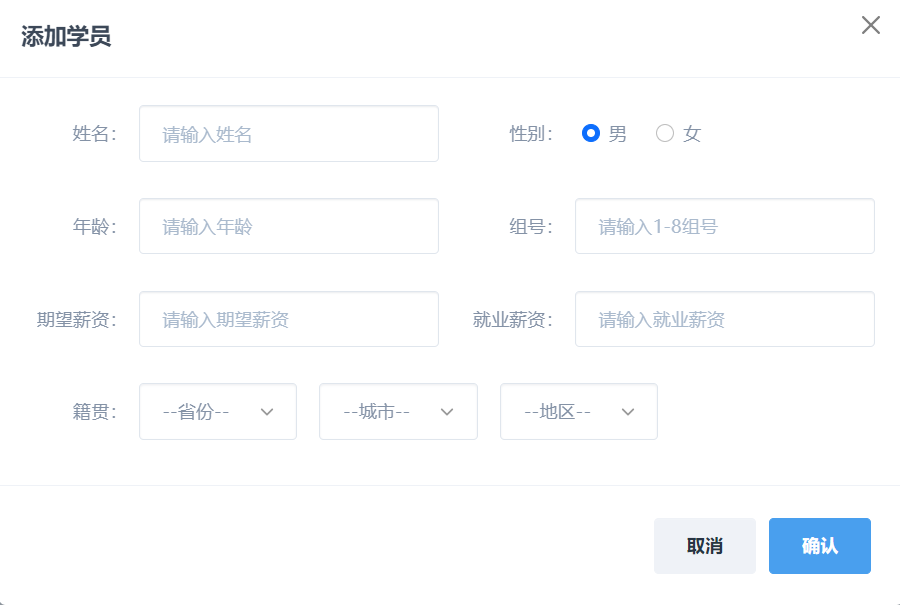 添加学员
姓名： 请输入姓名 性别： 男 女
年龄： 请输入年龄 组号： 请输入1-8组号
期望薪资： 请输入期望薪资 就业薪资： 请输入就业薪资
籍贯： --省份-- --城市-- --地区--
取消 确认